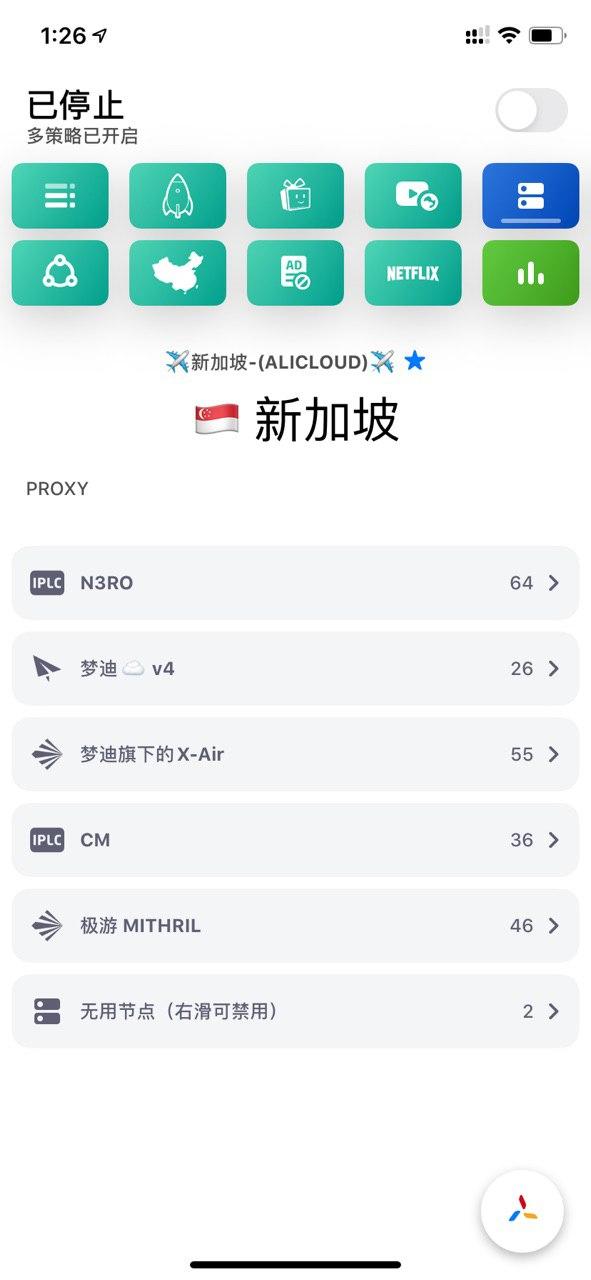 1:26
已停止
多策略已开启
AD
NETFLIX
✈️新加坡-(ALICLOUD)✈️
🇸🇬 新加坡
PROXY
IPLC N3RO 64
梦迪☁️ v4 26
梦迪旗下的X-Air 55
IPLC CM 36
极游 MITHRIL 46
无用节点（右滑可禁用） 2